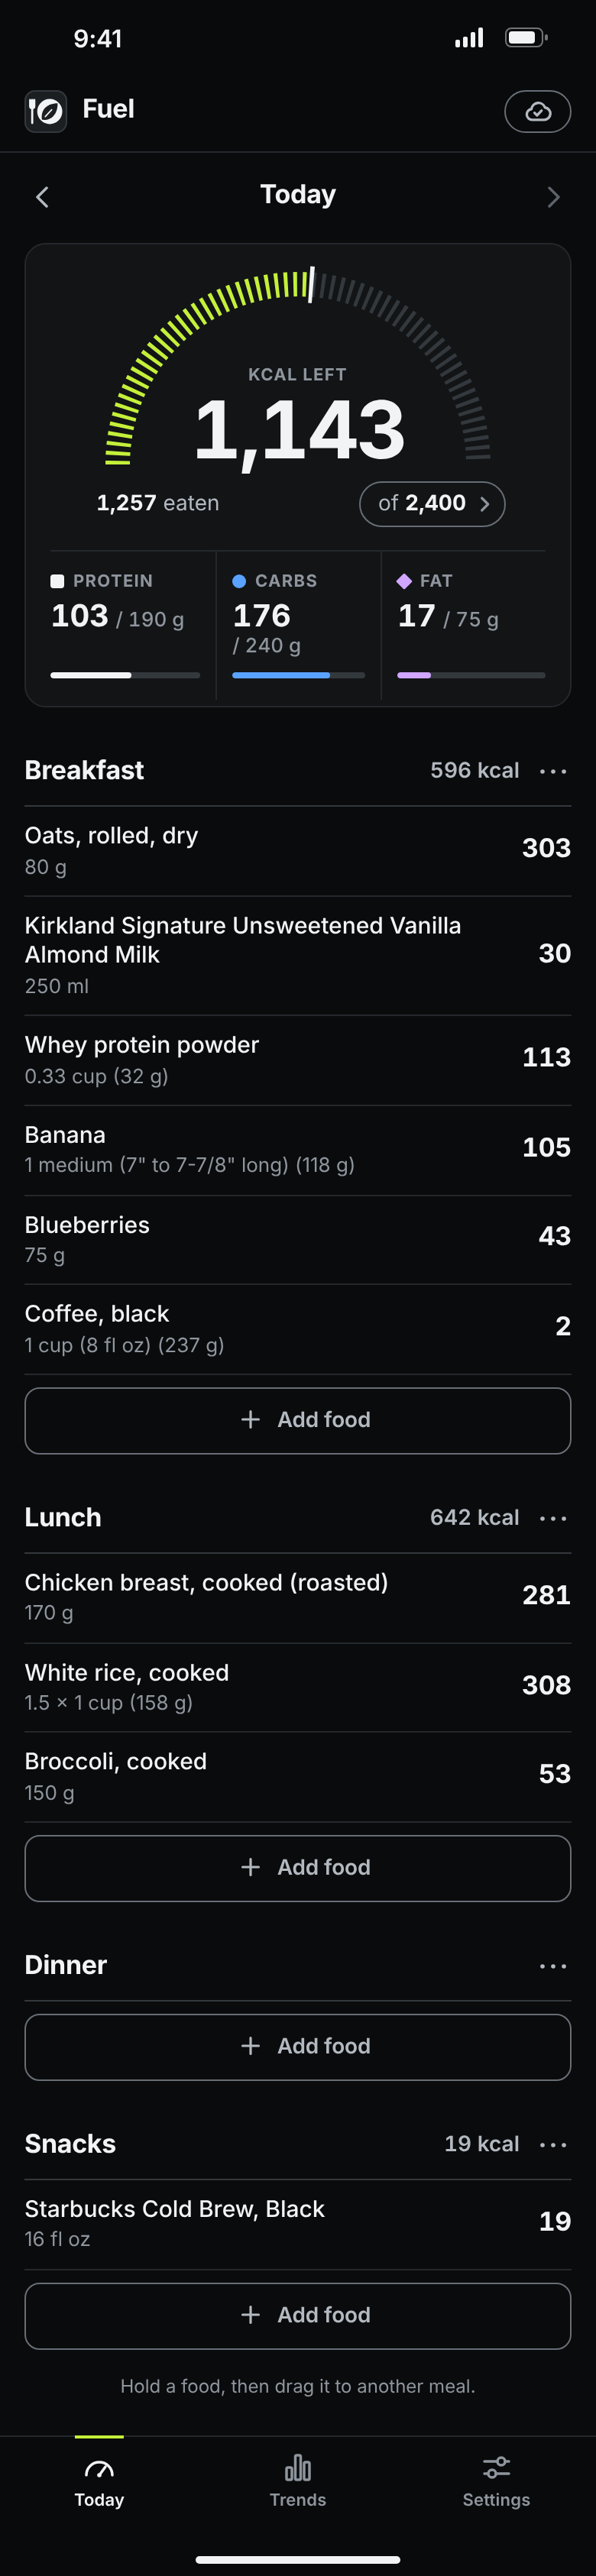 9:41
Fuel
Today
KCAL LEFT
1,143
1,257 eaten
of 2,400
PROTEIN
103 / 190 g
CARBS
176
/ 240 g
FAT
17 / 75 g
Breakfast 596 kcal
Oats, rolled, dry
80 g
303
Kirkland Signature Unsweetened Vanilla
Almond Milk
250 ml
30
Whey protein powder
0.33 cup (32 g)
113
Banana
1 medium (7" to 7-7/8" long) (118 g)
105
Blueberries
75 g
43
Coffee, black
1 cup (8 fl oz) (237 g)
2
Add food
Lunch 642 kcal
Chicken breast, cooked (roasted)
170 g
281
White rice, cooked
1.5 × 1 cup (158 g)
308
Broccoli, cooked
150 g
53
Add food
Dinner
Add food
Snacks 19 kcal
Starbucks Cold Brew, Black
16 fl oz
19
Add food
Hold a food, then drag it to another meal.
Today
Trends
Settings